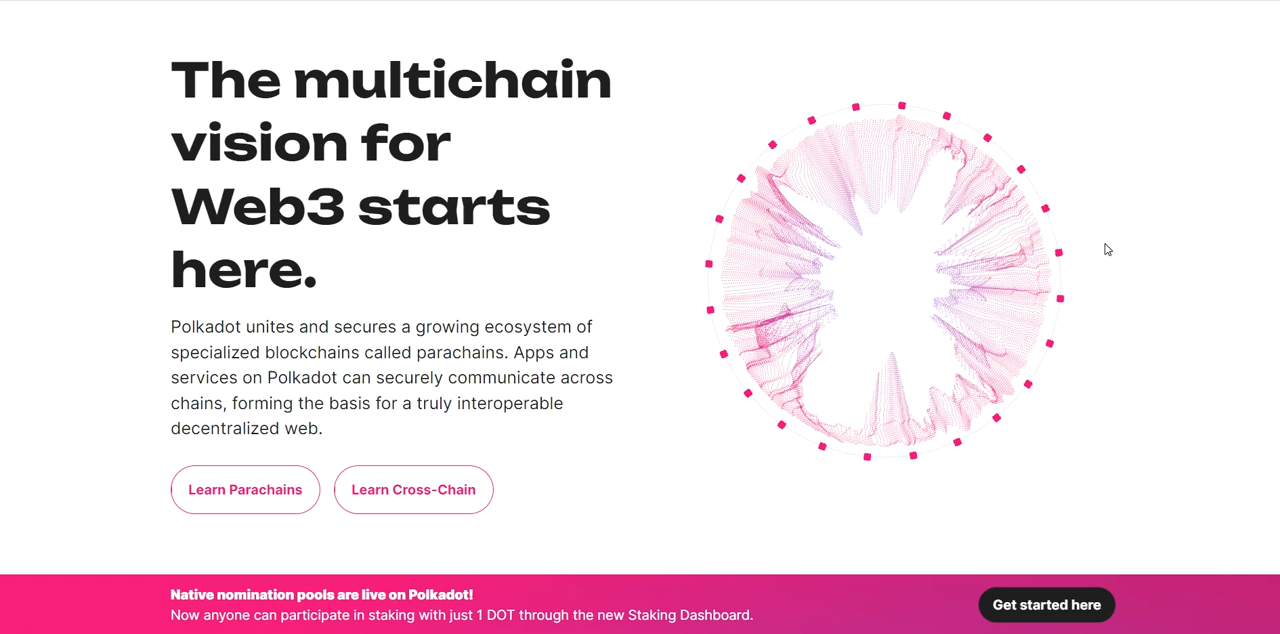 The multichain
vision for
Web3 starts
here.
Polkadot unites and secures a growing ecosystem of
specialized blockchains called parachains. Apps and
services on Polkadot can securely communicate across
chains, forming the basis for a truly interoperable
decentralized web.
Learn Parachains
Learn Cross-Chain
Native nomination pools are live on Polkadot!
Now anyone can participate in staking with just 1 DOT through the new Staking Dashboard.
Get started here